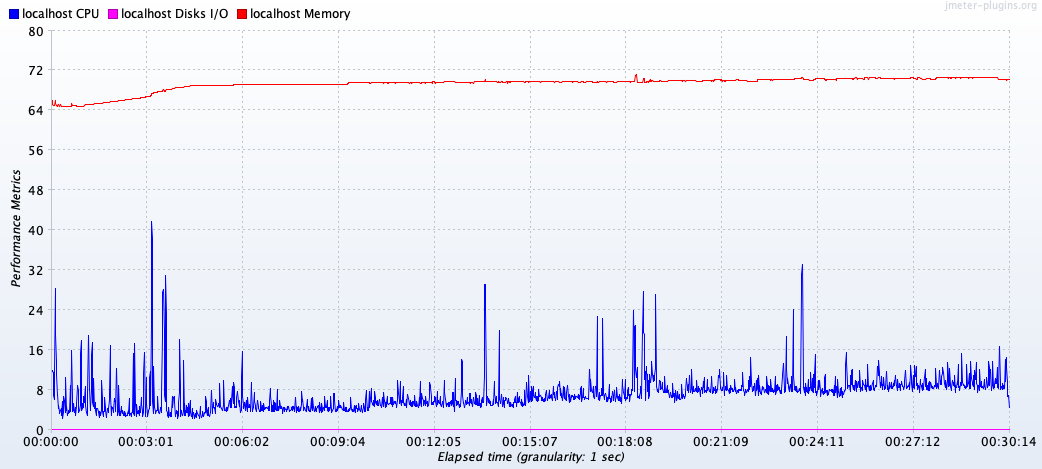 jmeter-plugins.org
localhost CPU localhost Disks I/O localhost Memory
80
72
64
56
48
40
32
24
16
8
0
Performance Metrics
00:00:00 00:03:01 00:06:02 00:09:04 00:12:05 00:15:07 00:18:08 00:21:09 00:24:11 00:27:12 00:30:14
Elapsed time (granularity: 1 sec)